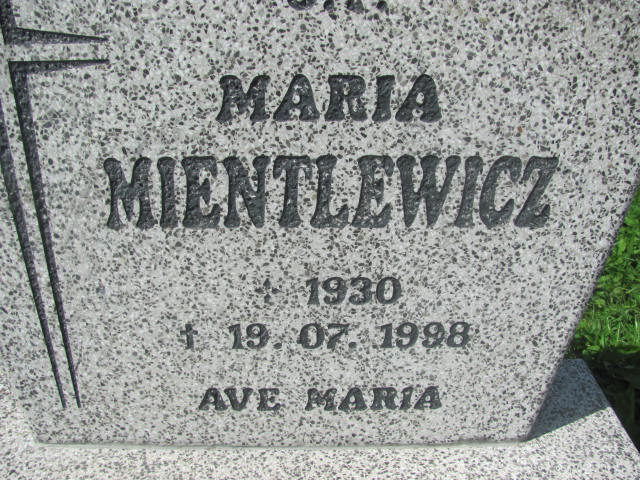 MARIA
MIENTLEWICZ
* 1930
† 19. 07. 1998
AVE MARIA